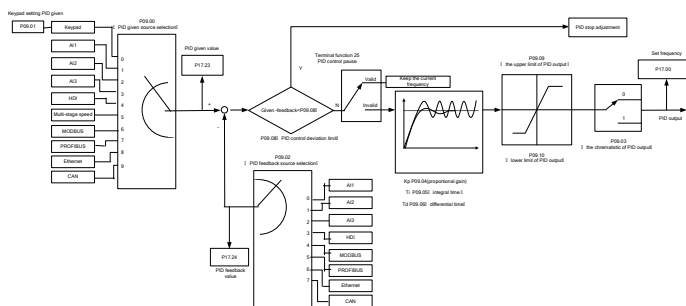 Keypad setting PID given
P09.01
P09.00
PID given source selection
Keypad
AI1
AI2
AI3
HDI
Multi-stage speed
MODBUS
PROFIBUS
Ethernet
CAN
0
1
2
3
4
5
6
7
8
9
PID given value
P17.23
+
-
Y
N
Given -feedback<P09.08
P09.08 PID control deviation limit
Terminal function 25
PID control pause
Valid
Invalid
Keep the current
frequency
PID stop adjustment
Kp P09.04(proportional gain)
Ti P09.05 integral time
Td P09.06 differential time
P09.09
the upper limit of PID output
P09.10
lower limit of PID output
0
1
P09.03
the chrematistic of PID output
Set frequency
P17.00
PID output
P09.02
PID feedback source selection
0
1
2
3
4
5
6
7
AI1
AI2
AI3
HDI
MODBUS
PROFIBUS
Ethernet
CAN
P17.24
PID feedback
value